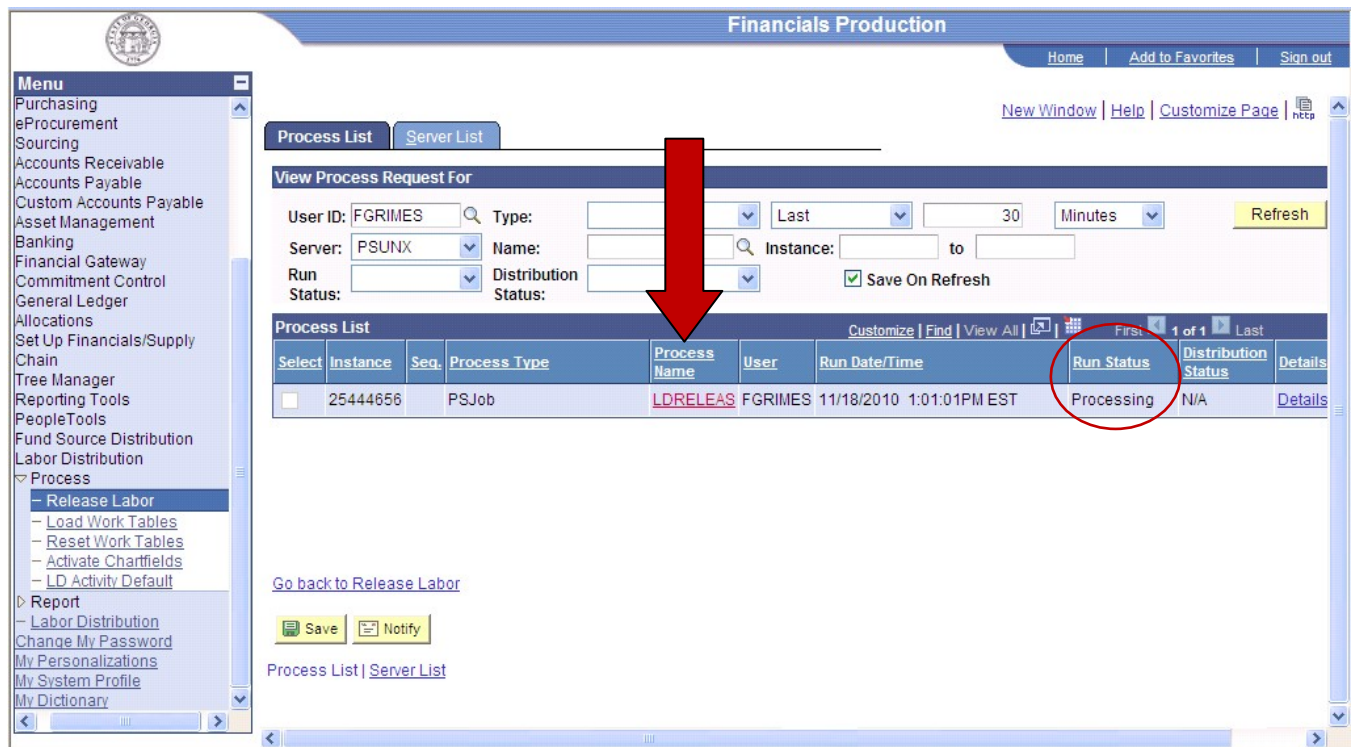 Financials Production
Home | Add to Favorites | Sign out
Menu
Purchasing
eProcurement
Sourcing
Accounts Receivable
Accounts Payable
Custom Accounts Payable
Asset Management
Banking
Financial Gateway
Commitment Control
General Ledger
Allocations
Set Up Financials/Supply
Chain
Tree Manager
Reporting Tools
PeopleTools
Fund Source Distribution
Labor Distribution
Process
– Release Labor
– Load Work Tables
– Reset Work Tables
– Activate Chartfields
– LD Activity Default
Report
– Labor Distribution
Change My Password
My Personalizations
My System Profile
My Dictionary
New Window | Help | Customize Page | http
Process List Server List
View Process Request For
User ID: FGRIMES Type: Last 30 Minutes Refresh
Server: PSUNX Name: Instance: to
Run Status: Distribution Status: Save On Refresh
Process List Customize | Find | View All | First 1 of 1 Last
Select Instance Seq. Process Type Process Name User Run Date/Time Run Status Distribution Status Details
25444656 PSJob LDRELEAS FGRIMES 11/18/2010 1:01:01PM EST Processing N/A Details
Go back to Release Labor
Save Notify
Process List | Server List